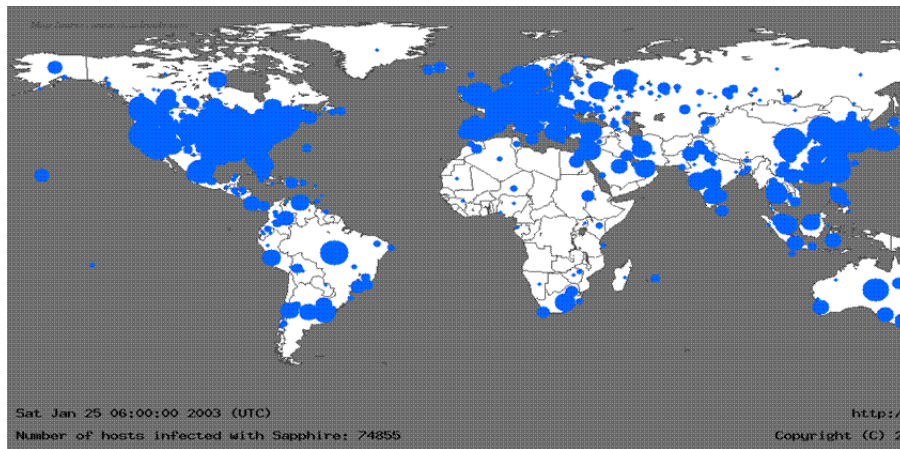 Sat Jan 25 06:00:00 2003 (UTC)
http:/
Number of hosts infected with Sapphire: 74855
Copyright (C) 2